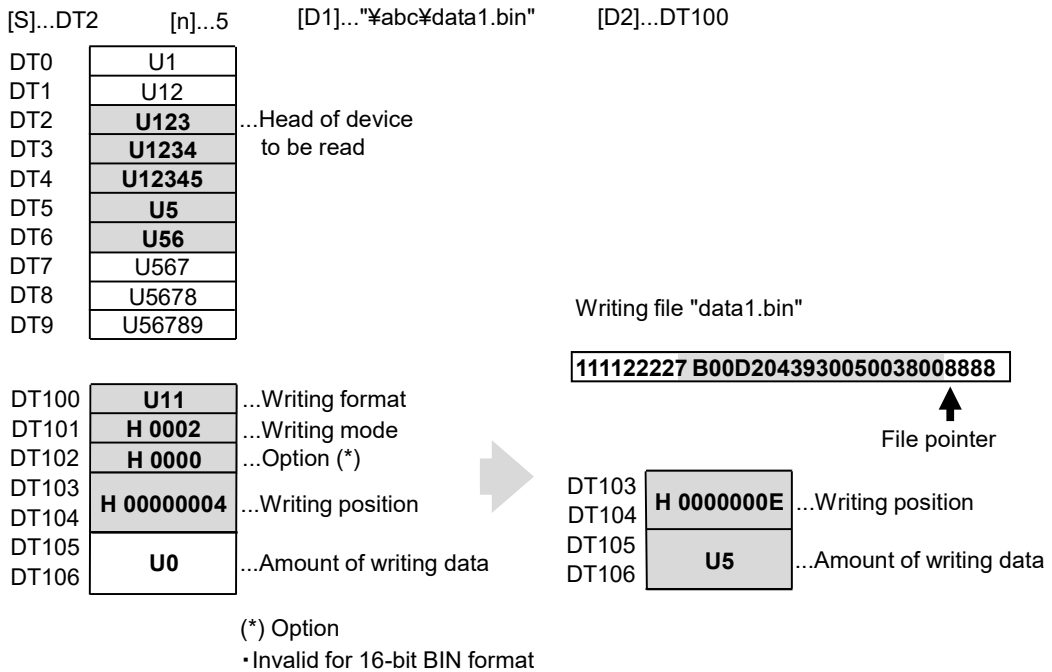 [S]...DT2 [n]...5 [D1]..."¥abc¥data1.bin" [D2]...DT100
DT0 U1
DT1 U12
DT2 U123 ...Head of device
DT3 U1234 to be read
DT4 U12345
DT5 U5
DT6 U56
DT7 U567
DT8 U5678
DT9 U56789
Writing file "data1.bin"
111122227 B00D20439300500380 08888
File pointer
DT100 U11 ...Writing format
DT101 H 0002 ...Writing mode
DT102 H 0000 ...Option (*)
DT103
DT104 H 00000004 ...Writing position
DT105
DT106 U0 ...Amount of writing data
DT103
DT104 H 0000000E ...Writing position
DT105
DT106 U5 ...Amount of writing data
(*) Option
・Invalid for 16-bit BIN format